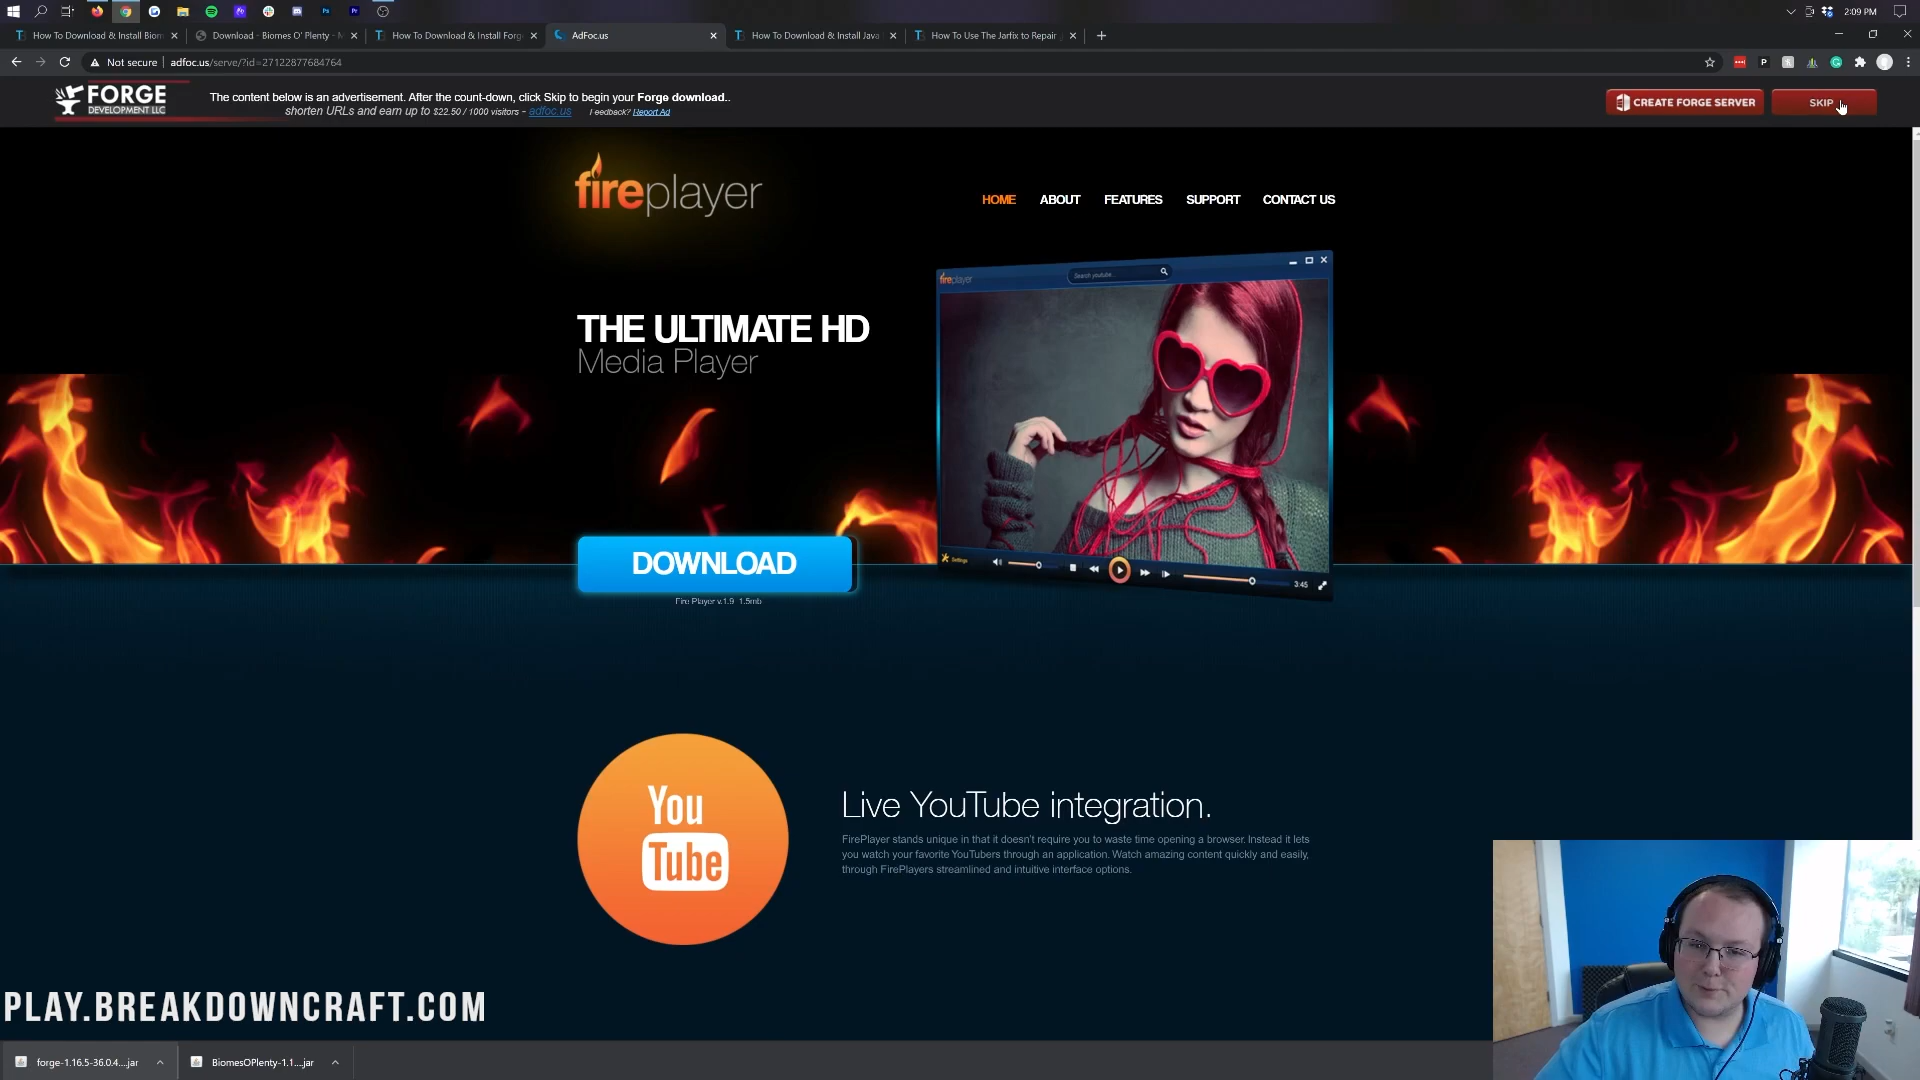 2:09 PM
How To Download & Install Biom
Download - Biomes O' Plenty - M
How To Download & Install Forg
AdFoc.us
How To Download & Install Java
How To Use The Jarfix to Repair
Not secure | adfoc.us/serve/?id=27122877684764
FORGE
DEVELOPMENT LLC
The content below is an advertisement. After the count-down, click Skip to begin your Forge download..
shorten URLs and earn up to $22.50 / 1000 visitors - adfoc.us Feedback? Report Ad
CREATE FORGE SERVER
SKIP
fireplayer
HOME ABOUT FEATURES SUPPORT CONTACT US
fireplayer
Search youtube...
THE ULTIMATE HD
Media Player
Settings
3:45
DOWNLOAD
Fire Player v.1.9 1.5mb
You
Tube
Live YouTube integration.
FirePlayer stands unique in that it doesn't require you to waste time opening a browser. Instead it lets
you watch your favorite YouTubers through an application. Watch amazing content quickly and easily,
through FirePlayers streamlined and intuitive interface options.
PLAY.BREAKDOWNCRAFT.COM
forge-1.16.5-36.0.4....jar
BiomesOPlenty-1.1....jar